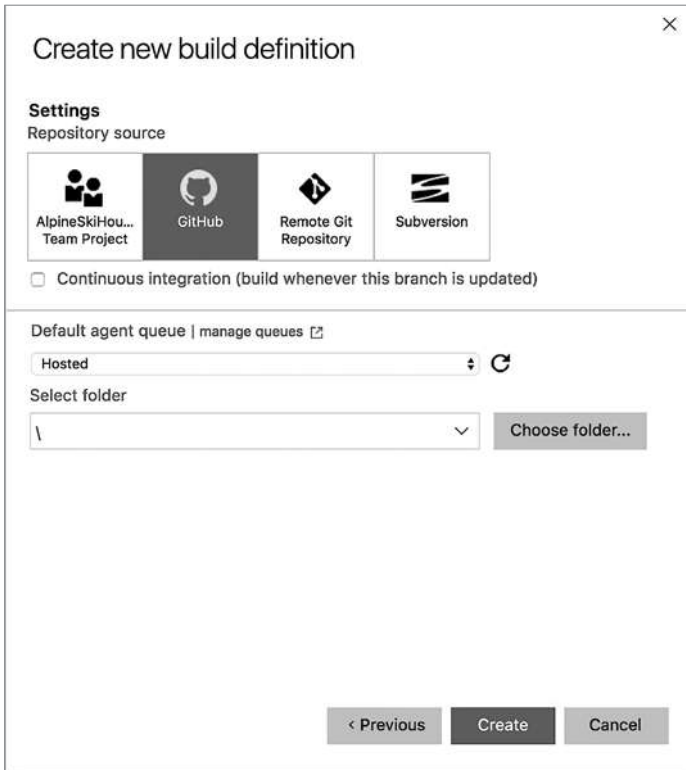 Create new build definition
Settings
Repository source
AlpineSkiHou...
Team Project
GitHub
Remote Git
Repository
Subversion
Continuous integration (build whenever this branch is updated)
Default agent queue | manage queues
Hosted
Select folder
\
Choose folder...
< Previous
Create
Cancel